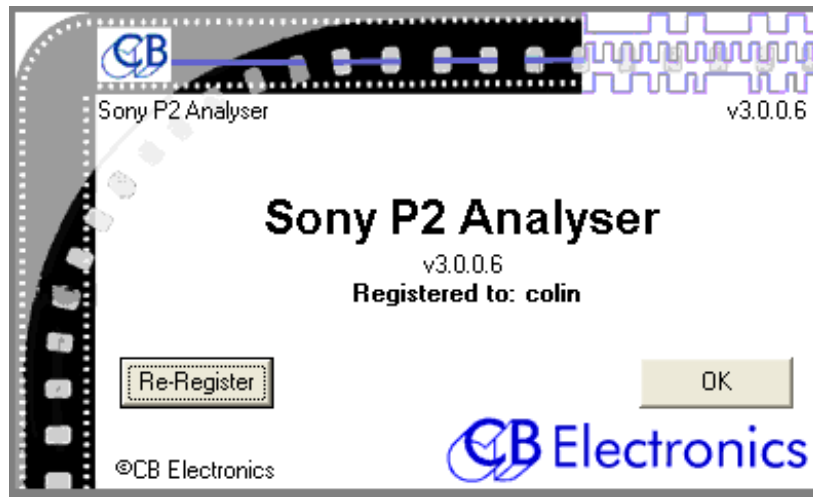 CB
Sony P2 Analyser
v3.0.0.6
Sony P2 Analyser
v3.0.0.6
Registered to: colin
Re-Register
OK
CB Electronics
©CB Electronics